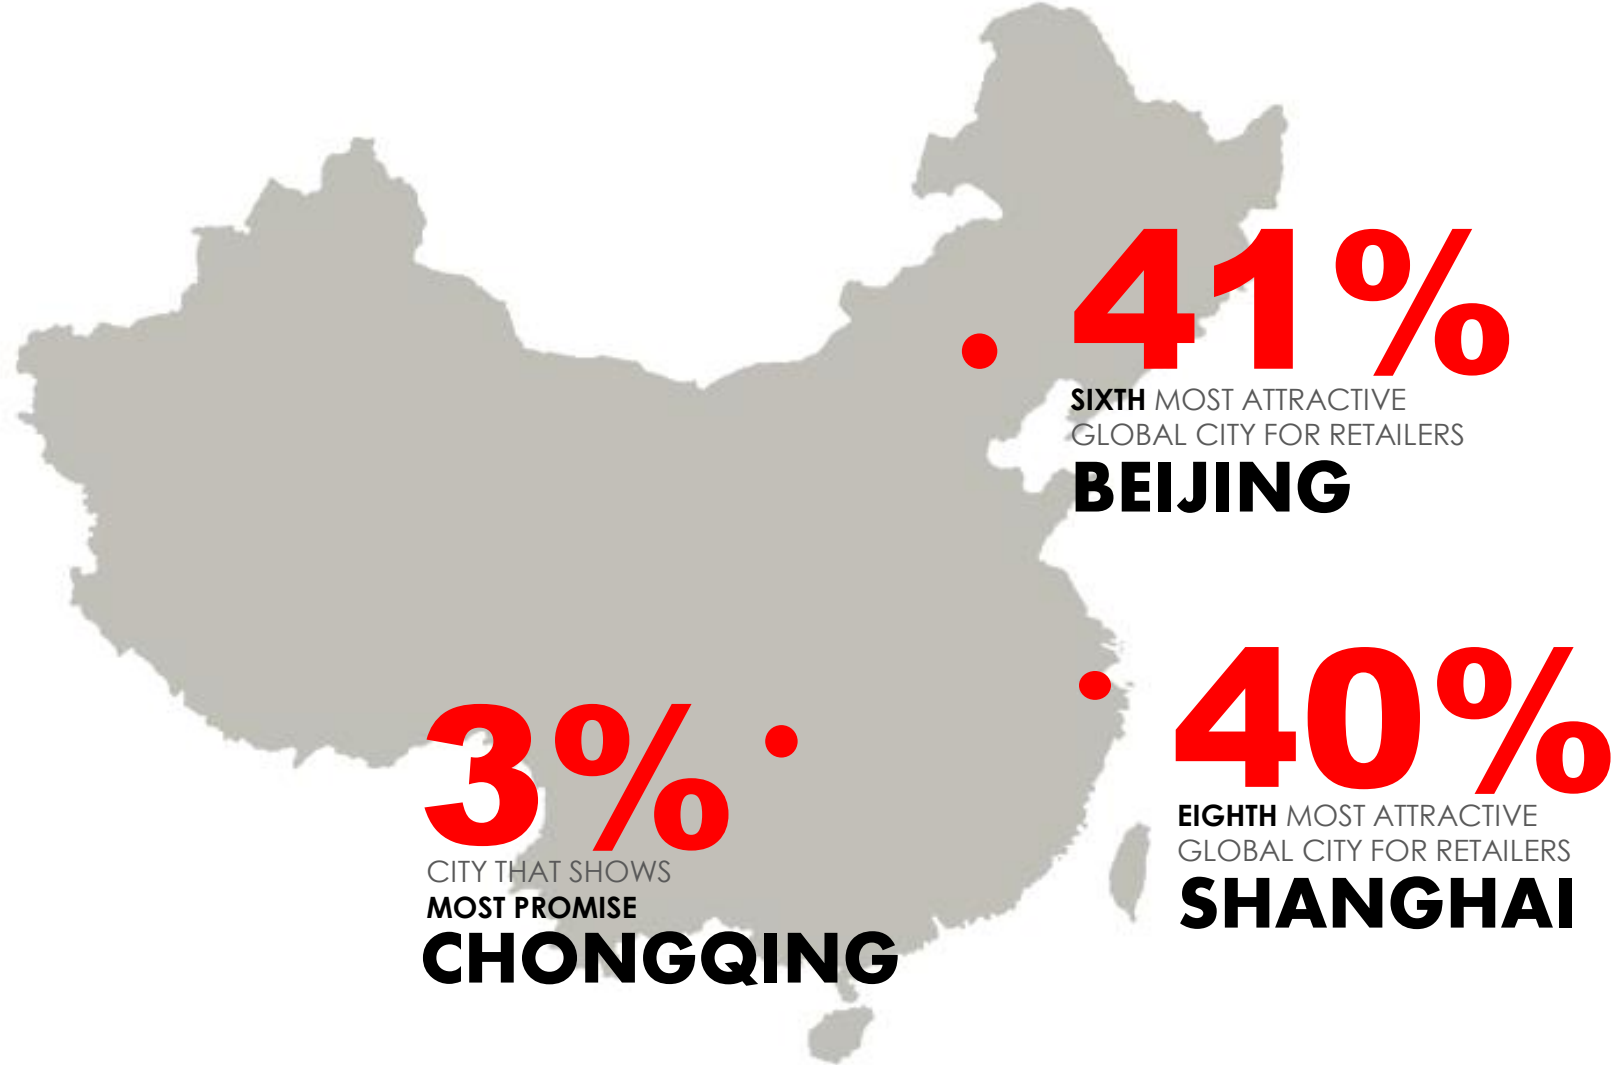 41%
SIXTH MOST ATTRACTIVE
GLOBAL CITY FOR RETAILERS
BEIJING
40%
EIGHTH MOST ATTRACTIVE
GLOBAL CITY FOR RETAILERS
SHANGHAI
3%
CITY THAT SHOWS
MOST PROMISE
CHONGQING